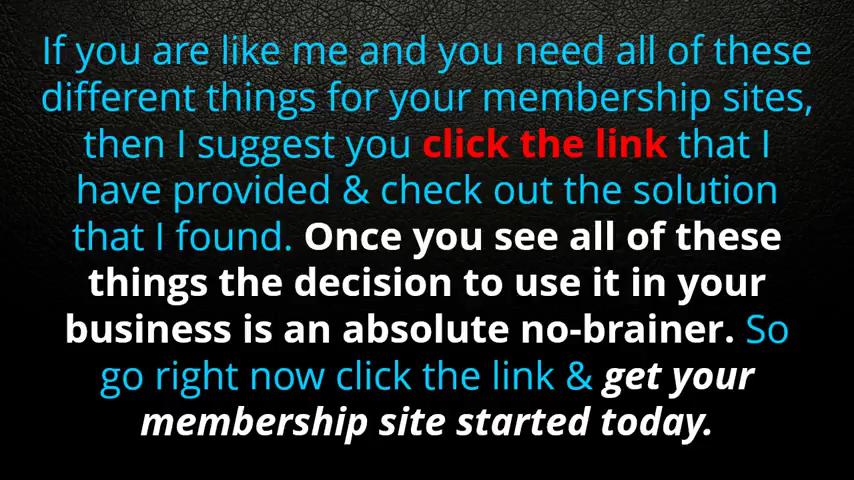 If you are like me and you need all of these
different things for your membership sites,
then I suggest you click the link that I
have provided & check out the solution
that I found. Once you see all of these
things the decision to use it in your
business is an absolute no-brainer. So
go right now click the link & get your
membership site started today.